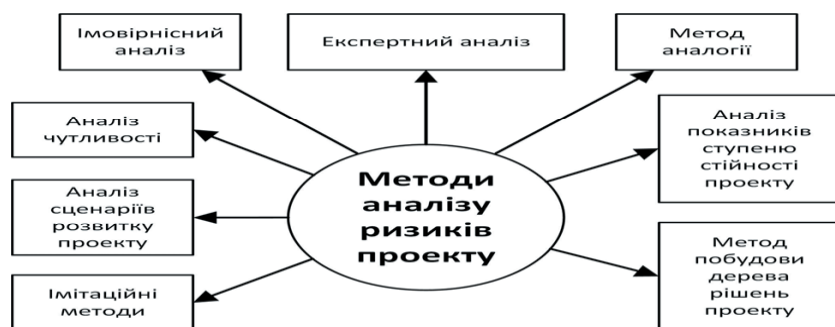 Імовірнісний
аналіз
Експертний аналіз
Метод
аналогії
Аналіз
чутливості
Аналіз
показників
ступеню
стійності
проекту
Методи
аналізу
ризиків
проекту
Аналіз
сценаріїв
розвитку
проекту
Імітаційні
методи
Метод
побудови
дерева
рішень
проекту